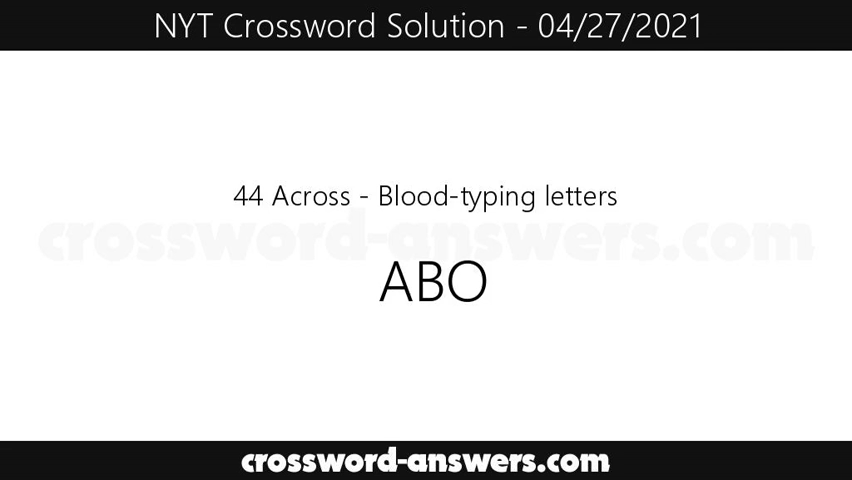 NYT Crossword Solution - 04/27/2021
44 Across - Blood-typing letters
crossword-answers.com
ABO
crossword-answers.com